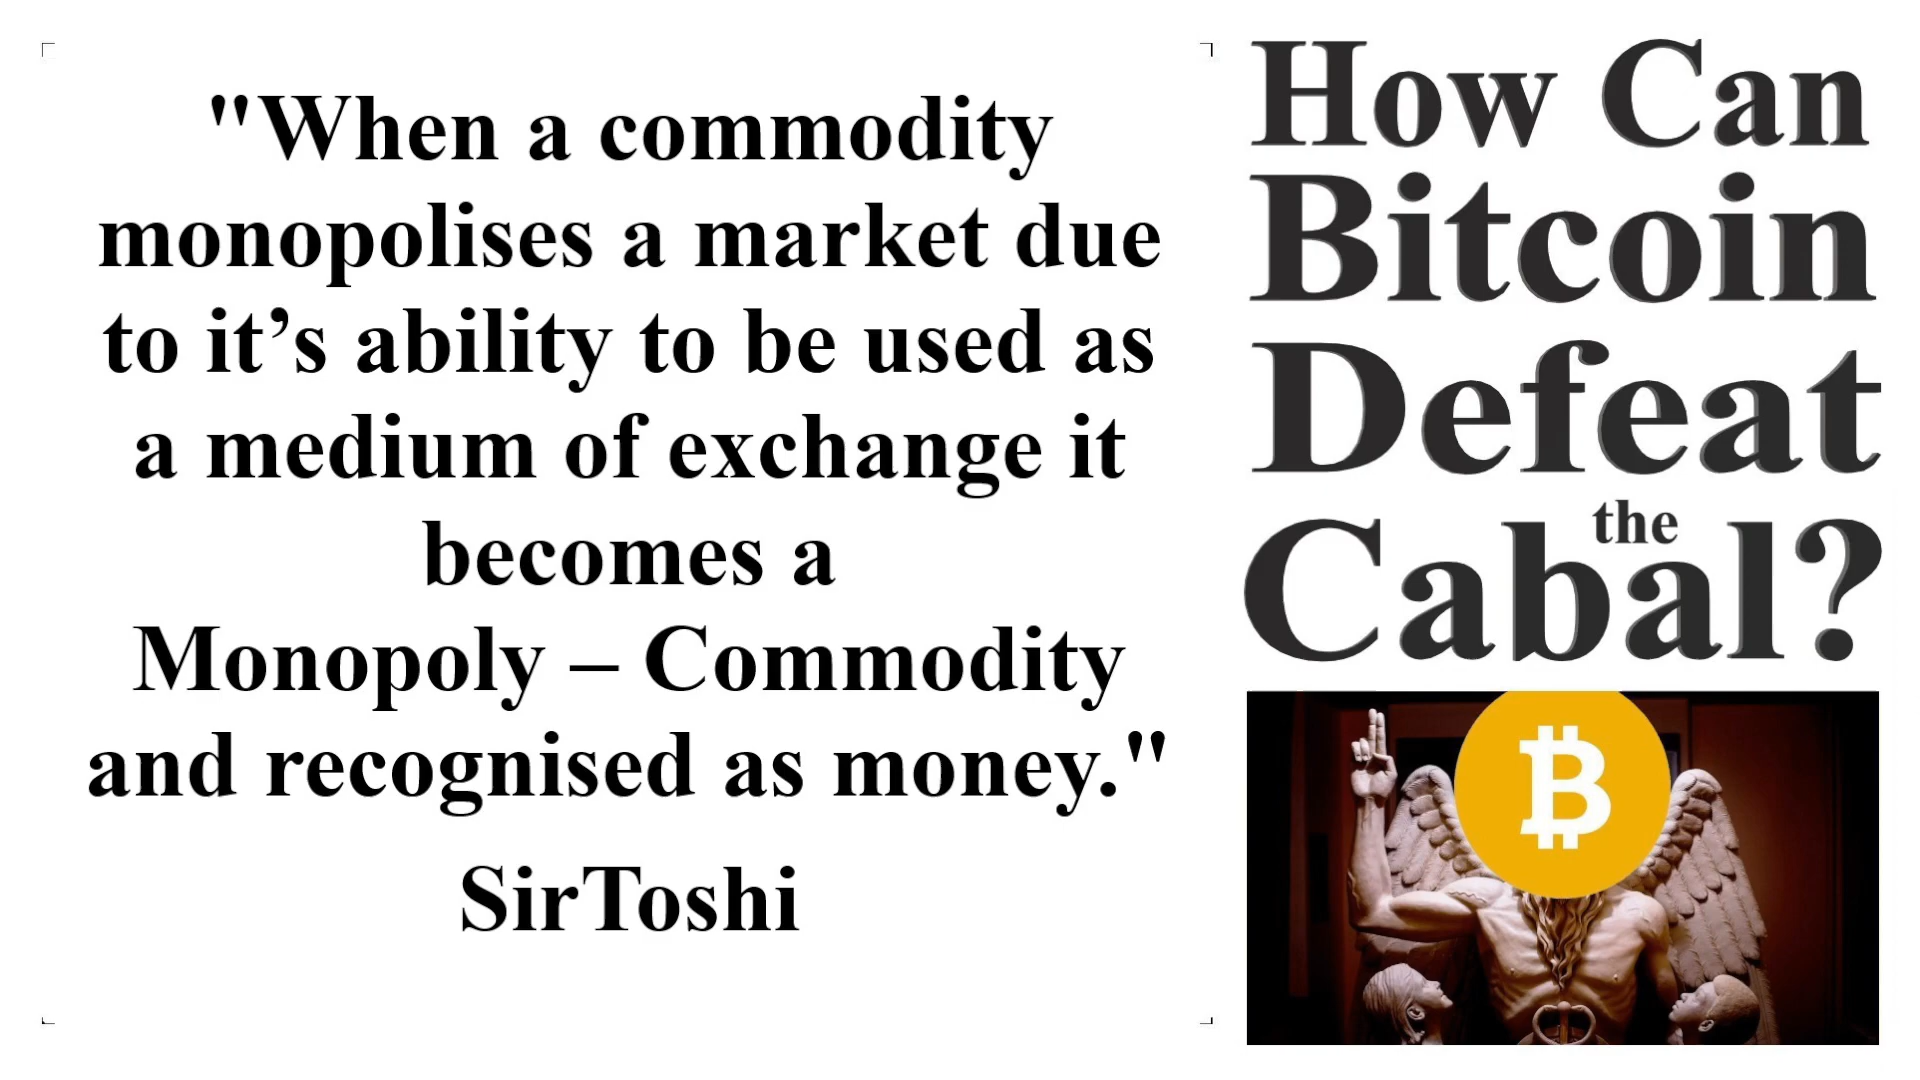 "When a commodity
monopolises a market due
to it’s ability to be used as
a medium of exchange it
becomes a
Monopoly – Commodity
and recognised as money."
SirToshi
How Can
Bitcoin
Defeat
the
Cabal?